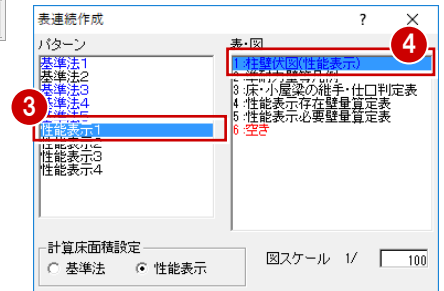 表連続作成 ? ×
パターン
基準法1
基準法2
基準法3
基準法4
3
性能表示1
性能表示2
性能表示3
性能表示4
表・図
4
1:柱壁伏図(性能表示)
3:床・小屋梁の継手・仕口判定表
4:性能表示存在壁量算定表
5:性能表示必要壁量算定表
6:空き
計算床面積設定
基準法 性能表示
図スケール 1/ 100